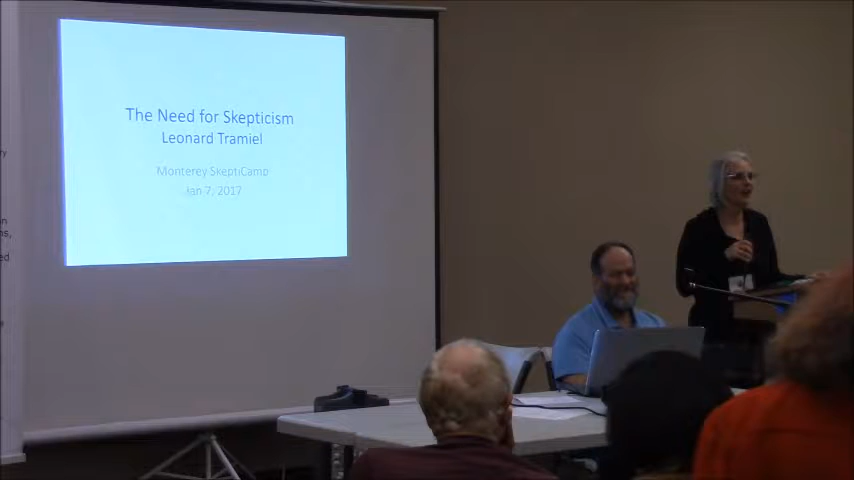 The Need for Skepticism
Leonard Tramiel
Monterey SkeptiCamp
Jan 7, 2017